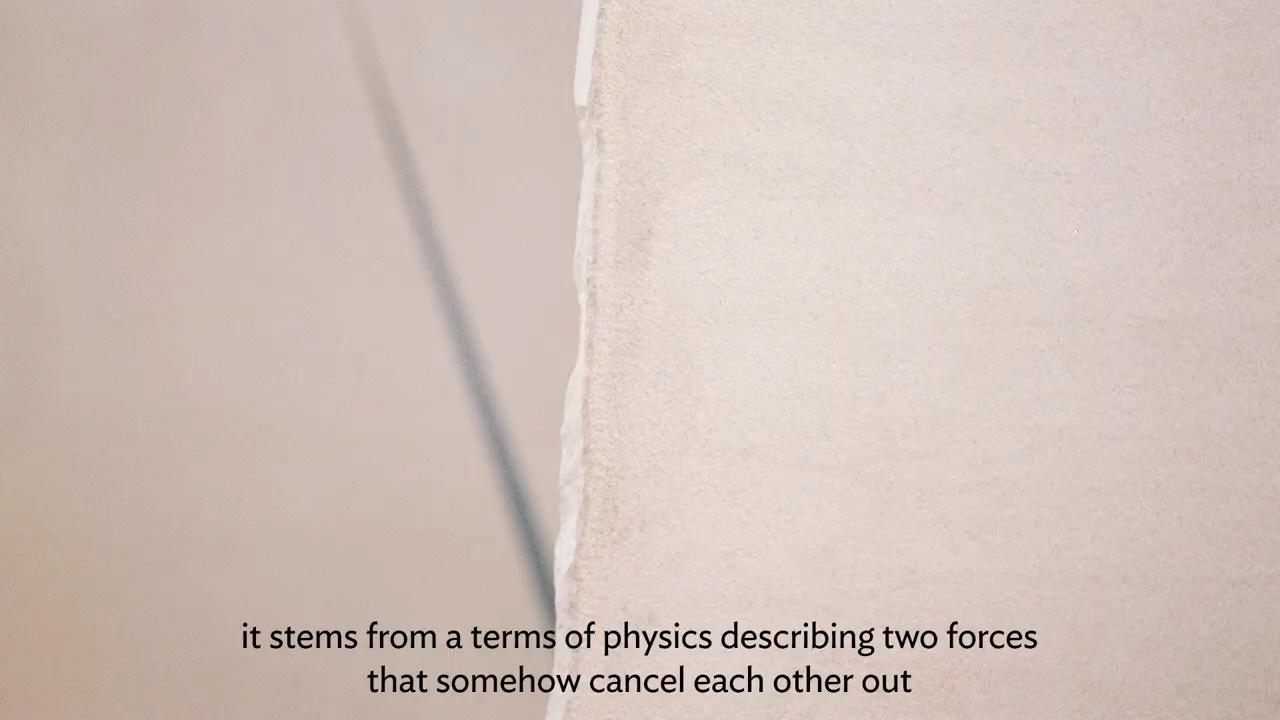 it stems from a terms of physics describing two forces
that somehow cancel each other out